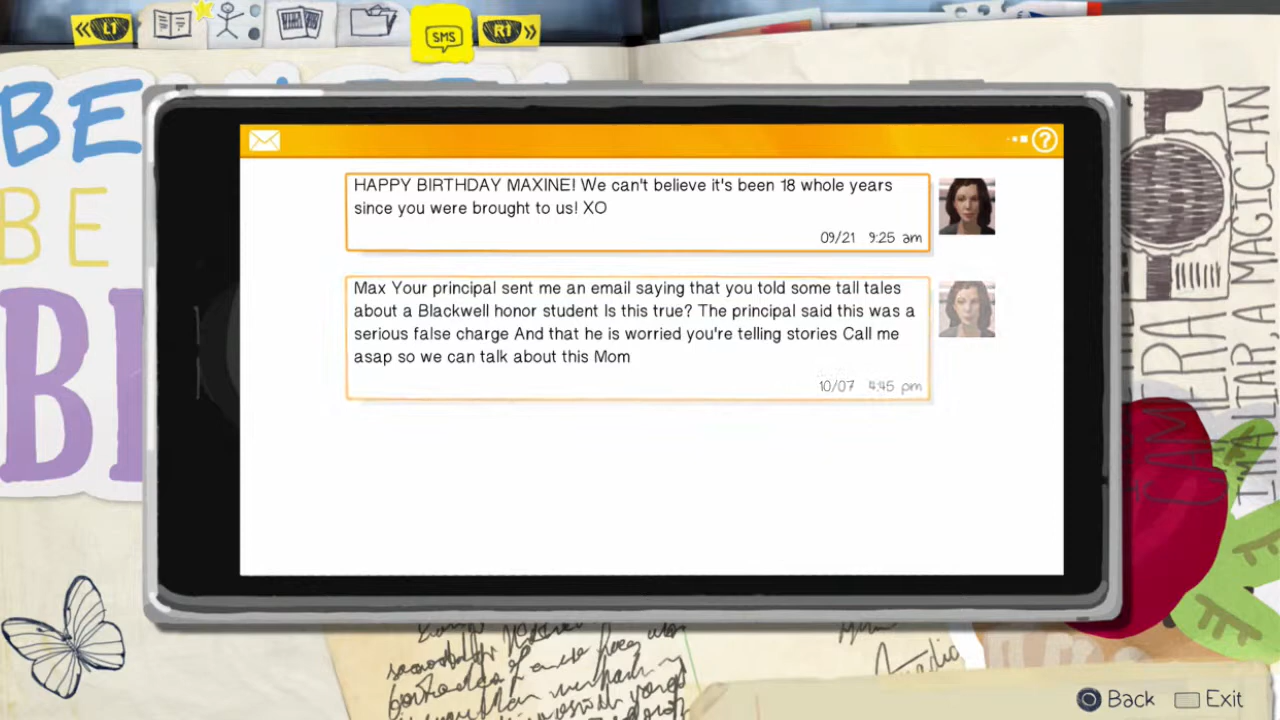 L1
SMS
R1
HAPPY BIRTHDAY MAXINE! We can't believe it's been 18 whole years
since you were brought to us! XO
09/21 9:25 am
Max Your principal sent me an email saying that you told some tall tales
about a Blackwell honor student Is this true? The principal said this was a
serious false charge And that he is worried you're telling stories Call me
asap so we can talk about this Mom
10/07 4:45 pm
BE
BE
I'M A LIAR, A MAGICIAN
Back
Exit